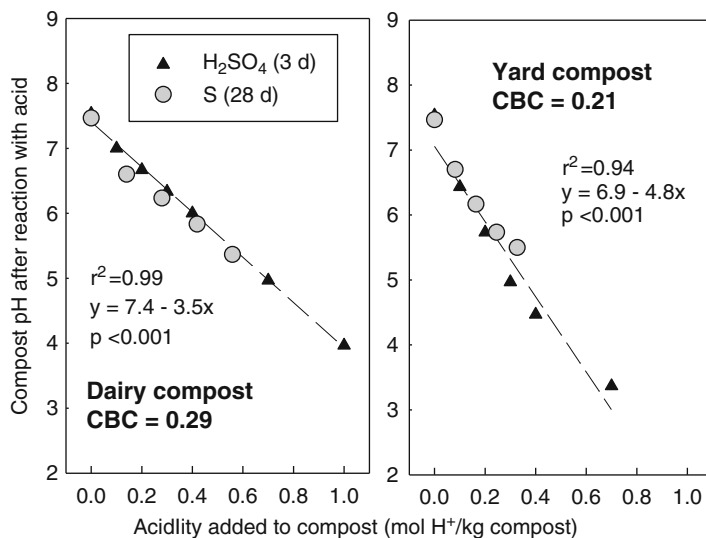 9
8
7
6
5
4
3
2
0.0 0.2 0.4 0.6 0.8 1.0
H₂SO₄ (3 d)
S (28 d)
r²=0.99
y = 7.4 - 3.5x
p <0.001
Dairy compost
CBC = 0.29
9
8
7
6
5
4
3
2
0.0 0.2 0.4 0.6 0.8 1.0
Yard compost
CBC = 0.21
r²=0.94
y = 6.9 - 4.8x
p <0.001
Compost pH after reaction with acid
AcidIity added to compost (mol H⁺/kg compost)